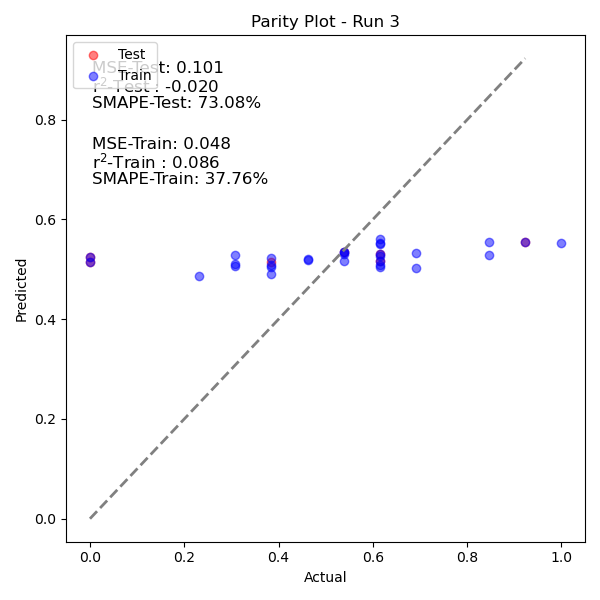 Parity Plot - Run 3
Test
Train
MSE-Test: 0.101
r²-Test : -0.020
SMAPE-Test: 73.08%
MSE-Train: 0.048
r²-Train : 0.086
SMAPE-Train: 37.76%
Predicted
0.8
0.6
0.4
0.2
0.0
0.0 0.2 0.4 0.6 0.8 1.0
Actual